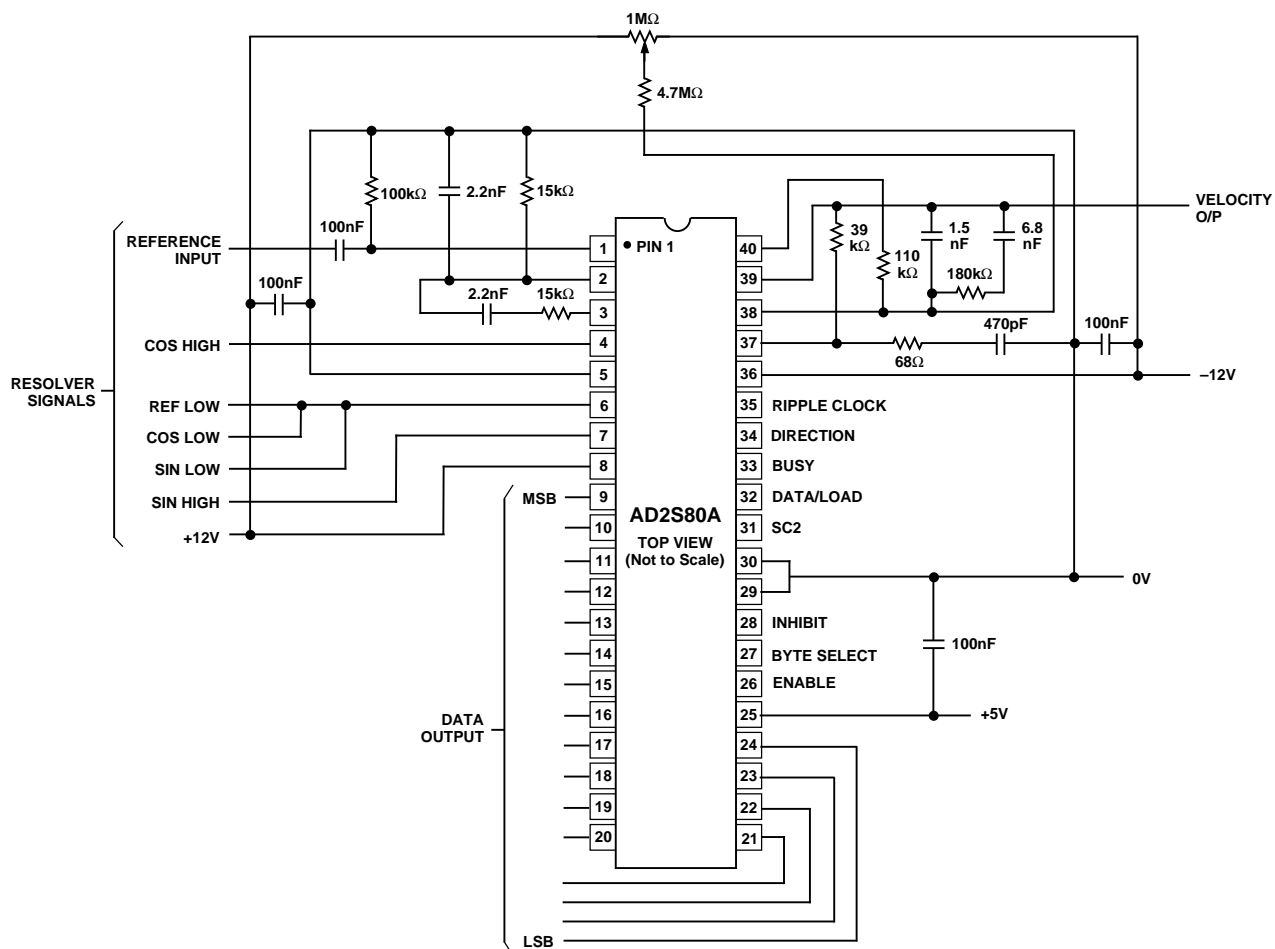 1MΩ
4.7MΩ
100kΩ
2.2nF
15kΩ
VELOCITY
O/P
39
kΩ
1.5
nF
6.8
nF
100nF
REFERENCE
INPUT
1
PIN 1
40
110
kΩ
2
39
180kΩ
100nF
2.2nF
15kΩ
3
38
470pF
100nF
COS HIGH
4
37
68Ω
RESOLVER
SIGNALS
5
36
–12V
REF LOW
6
35
RIPPLE CLOCK
COS LOW
7
34
DIRECTION
SIN LOW
8
33
BUSY
SIN HIGH
MSB
9
32
DATA/LOAD
+12V
10
AD2S80A
31
SC2
TOP VIEW
(Not to Scale)
11
30
0V
12
29
13
28
INHIBIT
100nF
14
27
BYTE SELECT
15
26
ENABLE
16
25
+5V
DATA
OUTPUT
17
24
18
23
19
22
20
21
LSB